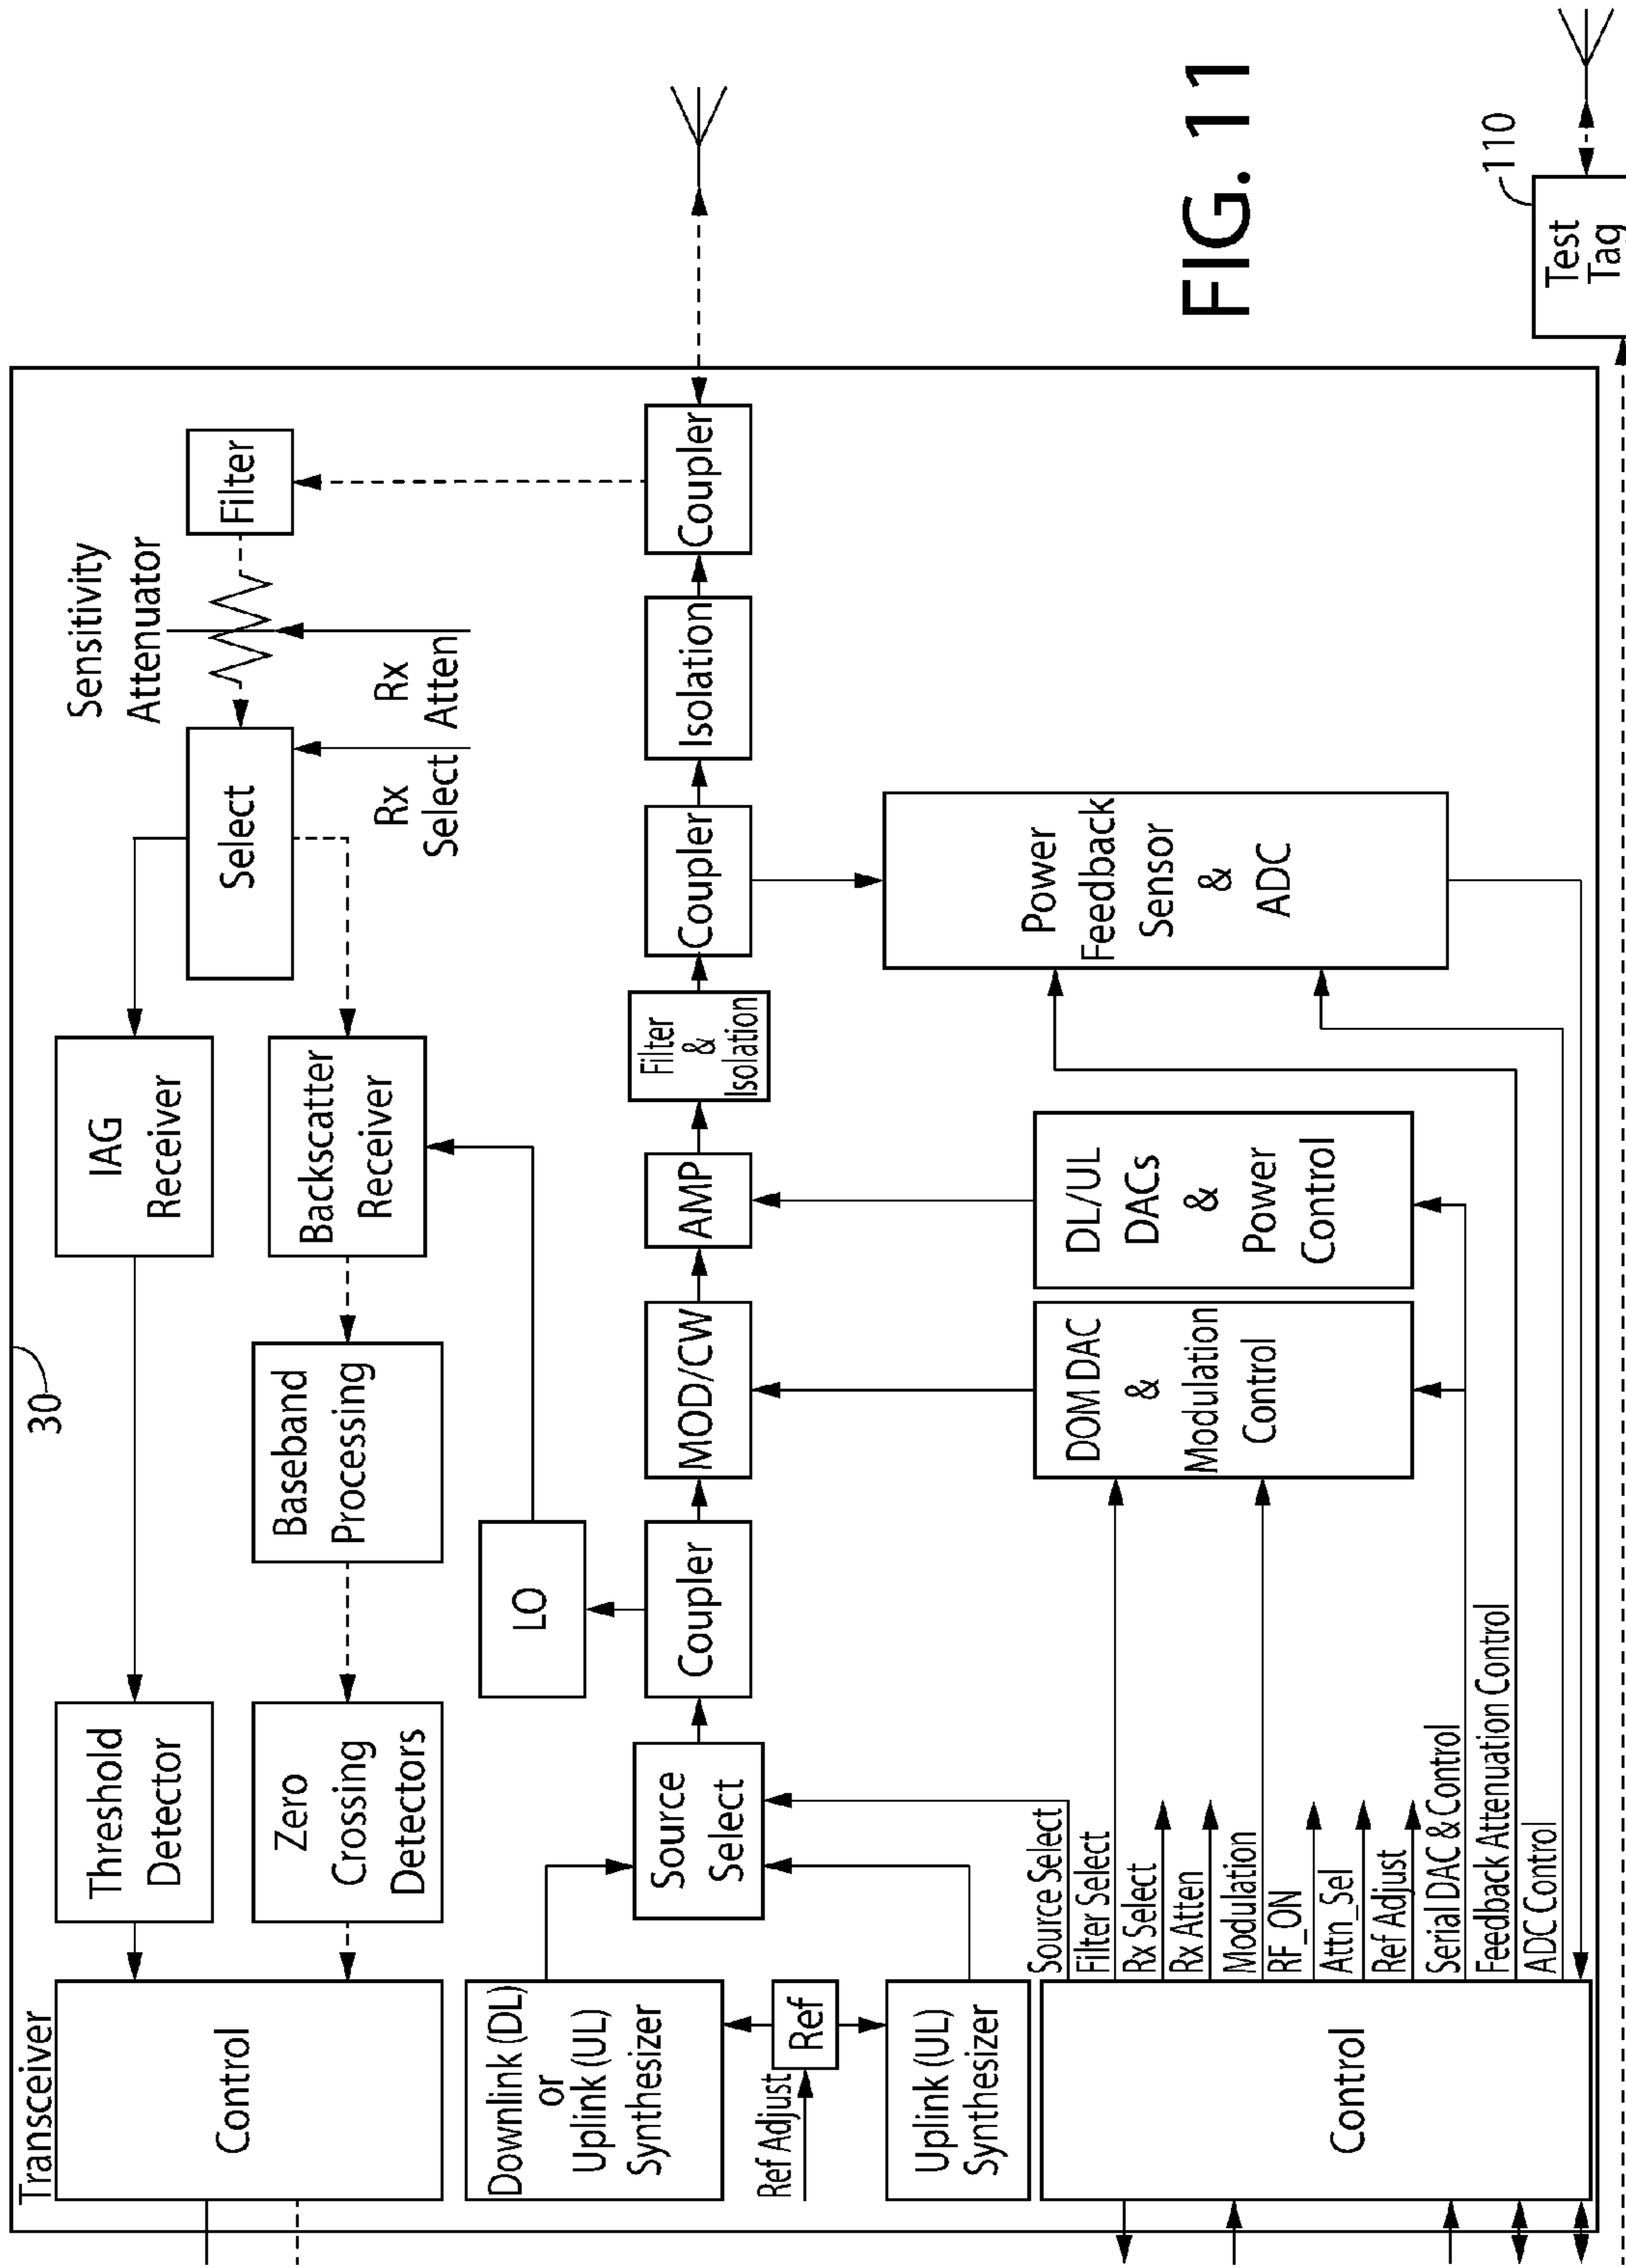 30
Transceiver
Control
Threshold
Detector
IAG
Receiver
Sensitivity
Attenuator
Select
Filter
Zero
Crossing
Detectors
Baseband
Processing
Backscatter
Receiver
Rx
Select
Rx
Atten
LO
Downlink (DL)
or
Uplink (UL)
Synthesizer
Source
Select
Coupler
MOD/CW
AMP
Filter
&
Isolation
Coupler
Isolation
Coupler
Ref Adjust
Ref
Uplink (UL)
Synthesizer
Control
Source Select
Filter Select
Rx Select
Rx Atten
Modulation
RF_ON
Attn_Sel
Ref Adjust
Serial DAC & Control
Feedback Attenuation Control
ADC Control
DOM DAC
&
Modulation
Control
DL/UL
DACs
&
Power
Control
Power
Feedback
Sensor
&
ADC
FIG. 11
110
Test
Tag